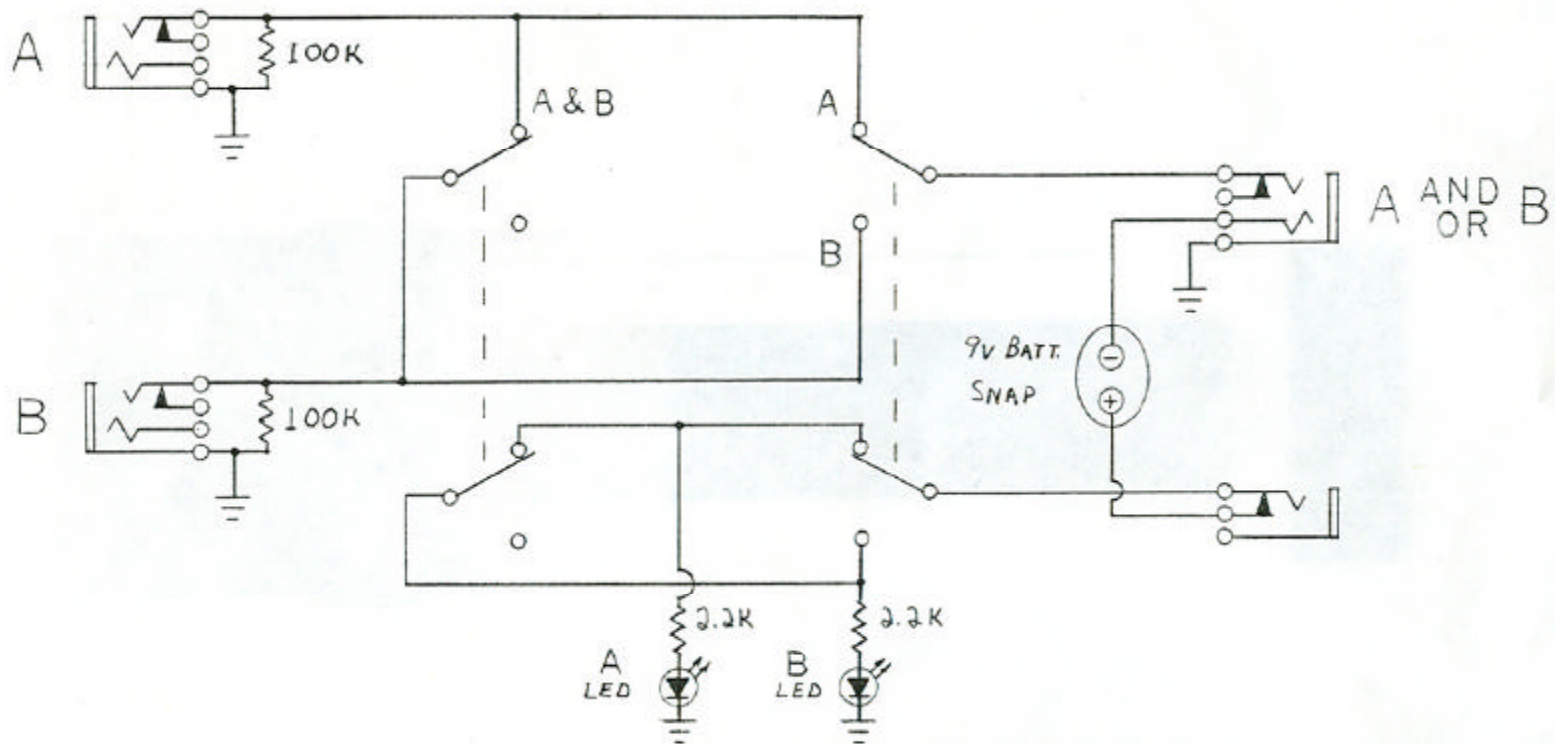 A
100K
A & B
A
B
A AND OR B
9V BATT.
SNAP
B
100K
2.2K
2.2K
A
LED
B
LED